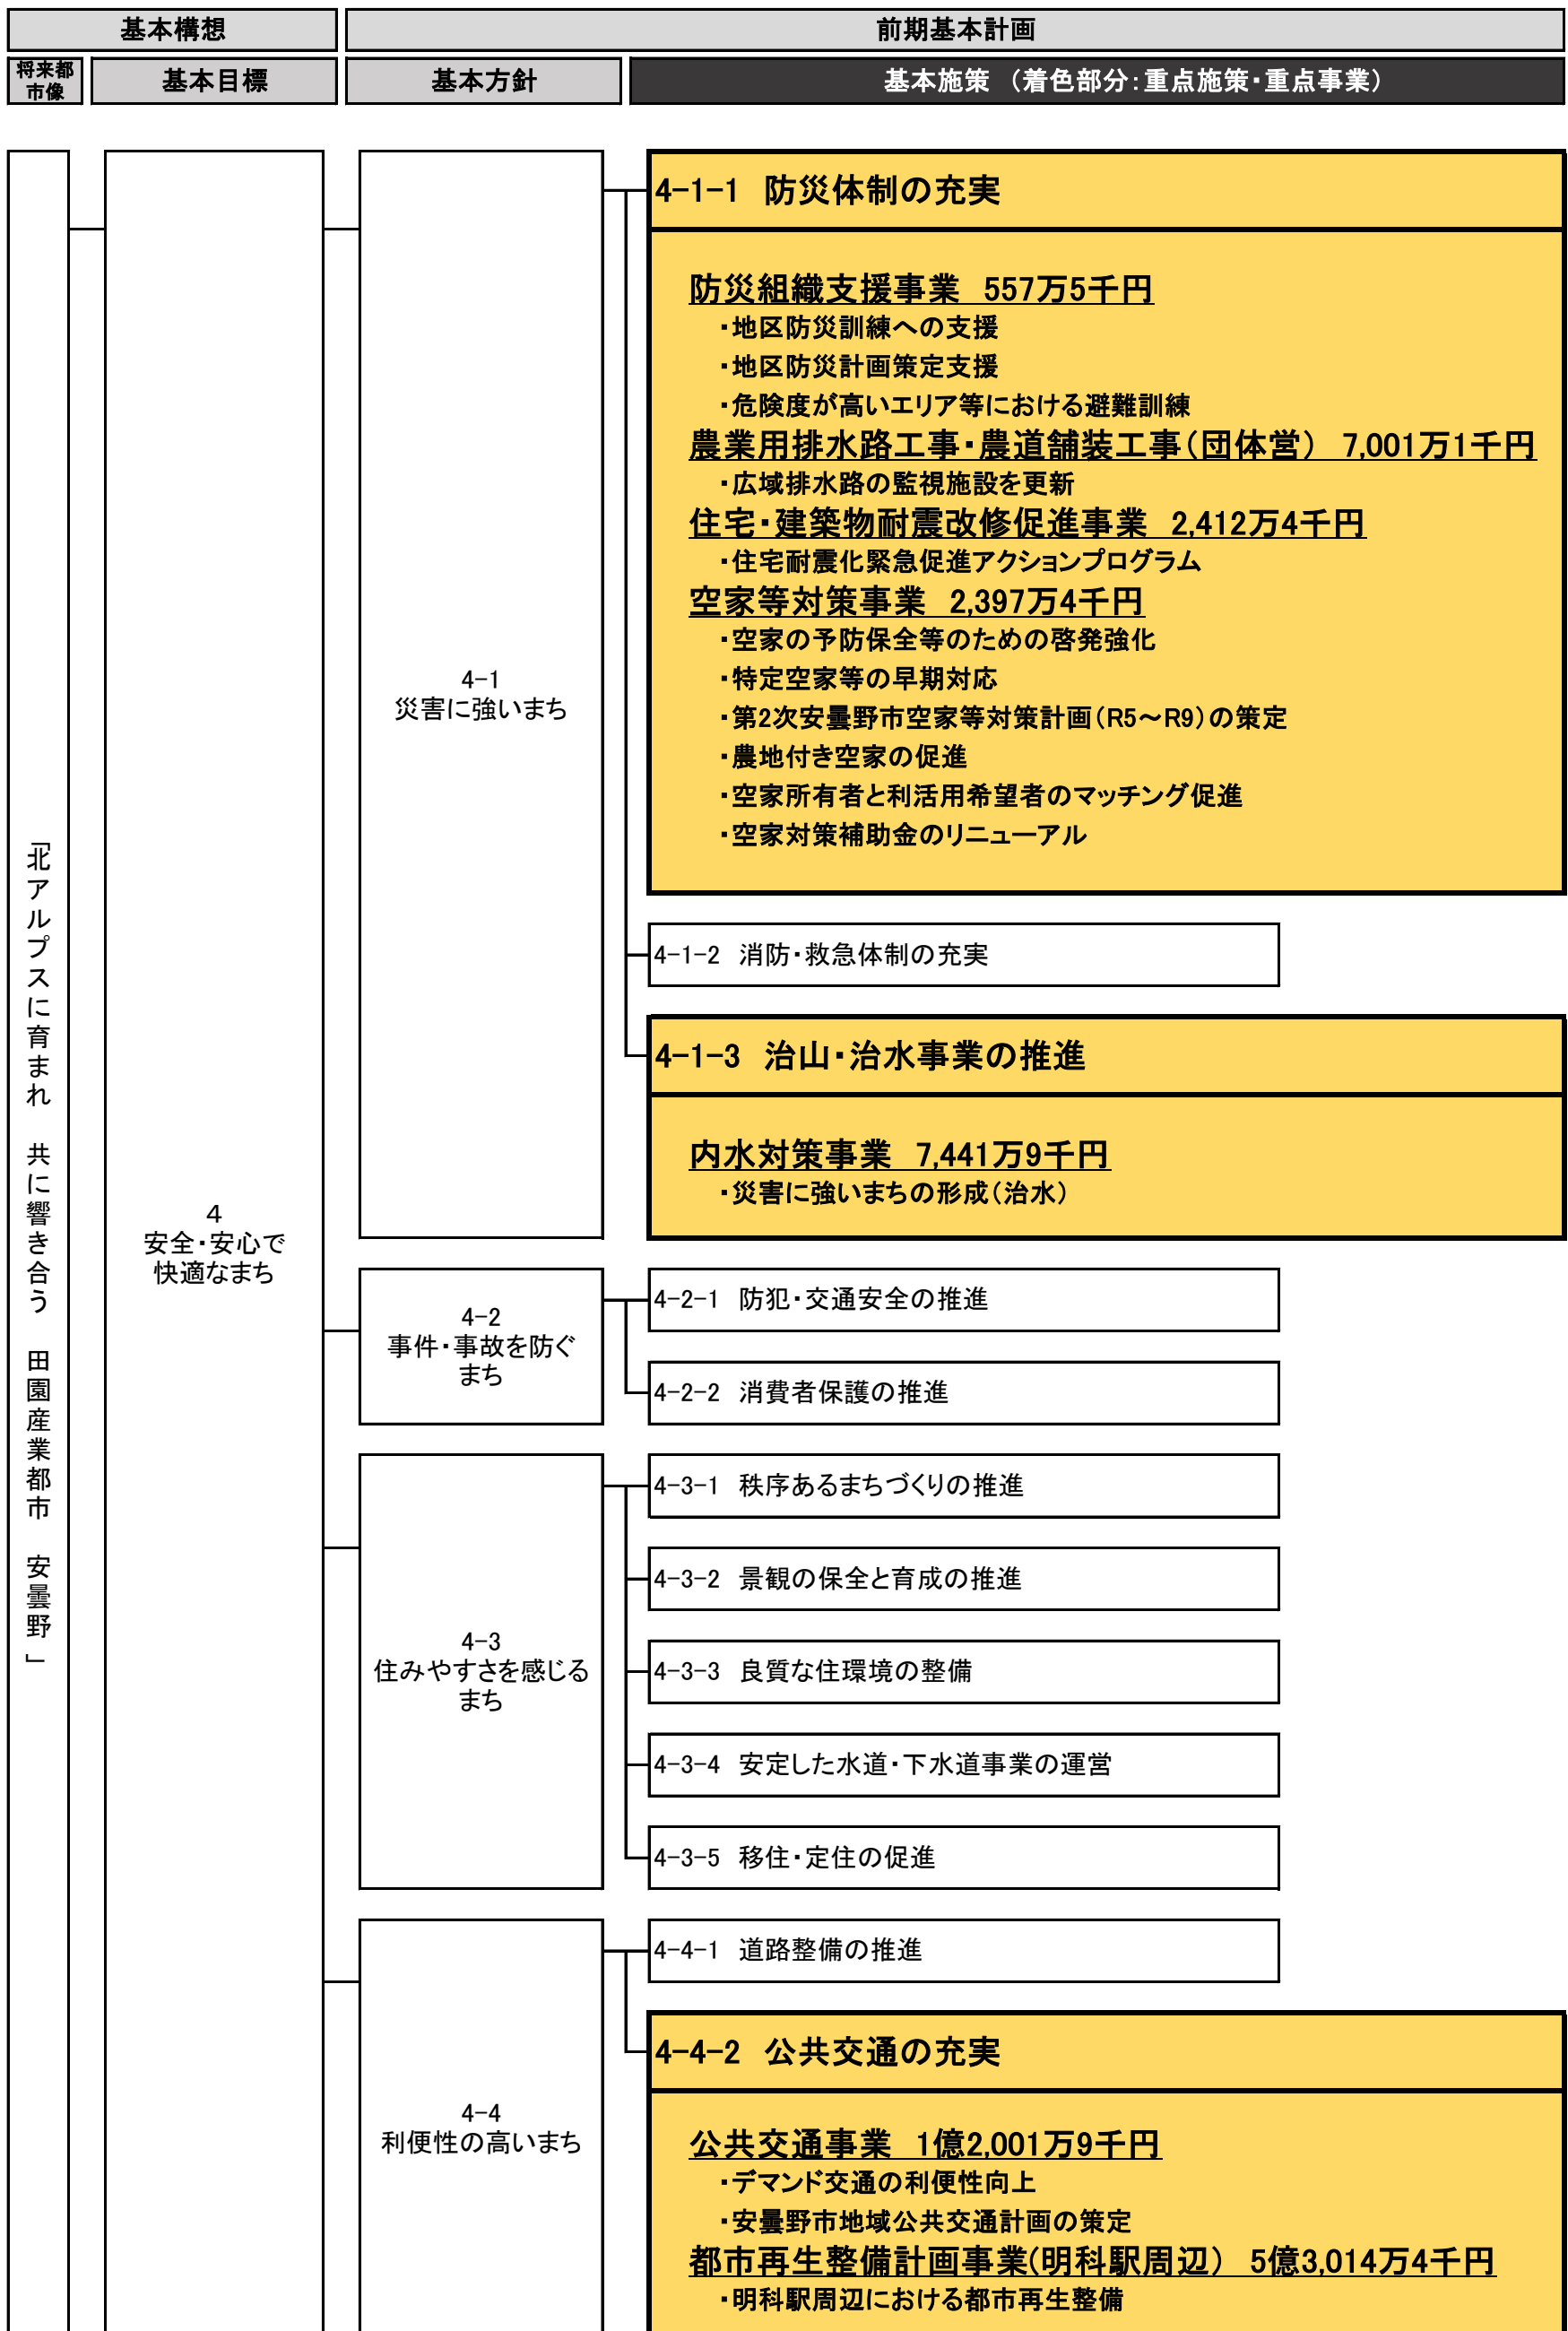 基本構想
前期基本計画
将来都
市像
基本目標
基本方針
基本施策 （着色部分：重点施策・重点事業）
「北アルプスに育まれ　共に響き合う　田園産業都市　安曇野」
4
安全・安心で
快適なまち
4-1
災害に強いまち
4-1-1 防災体制の充実
防災組織支援事業 557万5千円
・地区防災訓練への支援
・地区防災計画策定支援
・危険度が高いエリア等における避難訓練
農業用排水路工事・農道舗装工事（団体営） 7,001万1千円
・広域排水路の監視施設を更新
住宅・建築物耐震改修促進事業 2,412万4千円
・住宅耐震化緊急促進アクションプログラム
空家等対策事業 2,397万4千円
・空家の予防保全等のための啓発強化
・特定空家等の早期対応
・第2次安曇野市空家等対策計画（R5～R9）の策定
・農地付き空家の促進
・空家所有者と利活用希望者のマッチング促進
・空家対策補助金のリニューアル
4-1-2 消防・救急体制の充実
4-1-3 治山・治水事業の推進
内水対策事業 7,441万9千円
・災害に強いまちの形成（治水）
4-2
事件・事故を防ぐ
まち
4-2-1 防犯・交通安全の推進
4-2-2 消費者保護の推進
4-3
住みやすさを感じる
まち
4-3-1 秩序あるまちづくりの推進
4-3-2 景観の保全と育成の推進
4-3-3 良質な住環境の整備
4-3-4 安定した水道・下水道事業の運営
4-3-5 移住・定住の促進
4-4
利便性の高いまち
4-4-1 道路整備の推進
4-4-2 公共交通の充実
公共交通事業 1億2,001万9千円
・デマンド交通の利便性向上
・安曇野市地域公共交通計画の策定
都市再生整備計画事業(明科駅周辺） 5億3,014万4千円
・明科駅周辺における都市再生整備